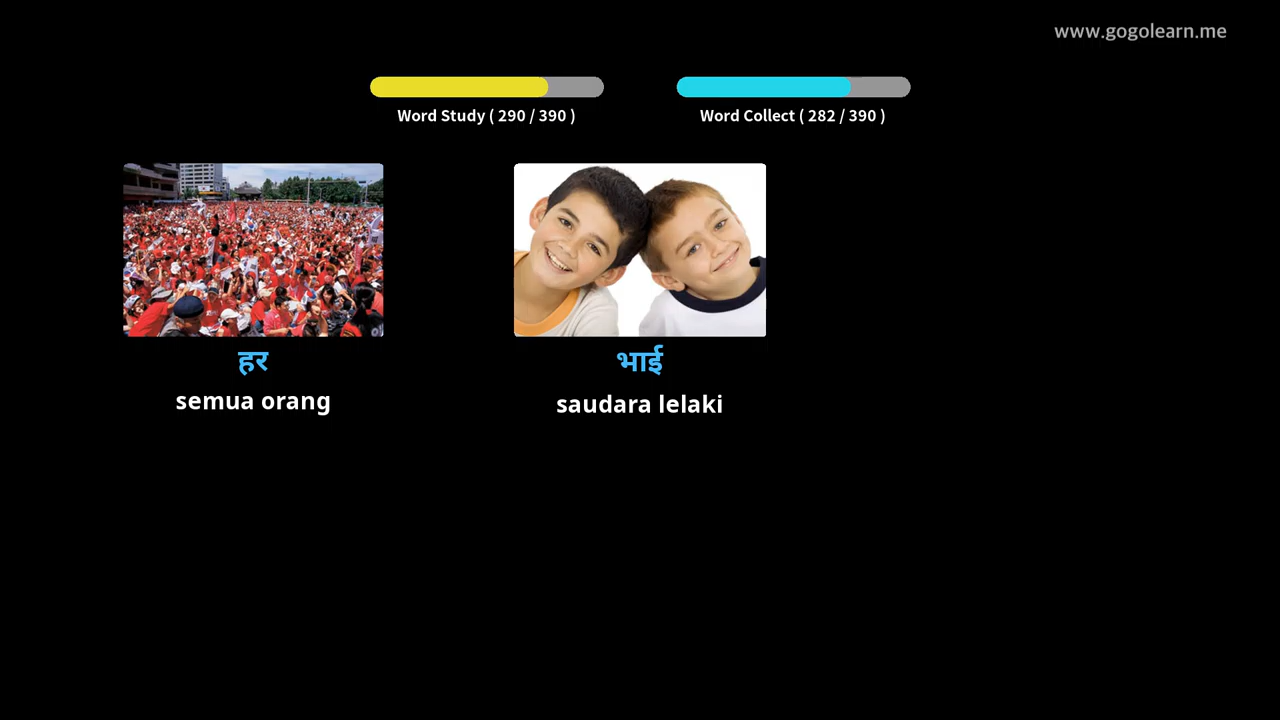 www.gogolearn.me
Word Study ( 290 / 390 )
Word Collect ( 282 / 390 )
हर
भाई
semua orang
saudara lelaki